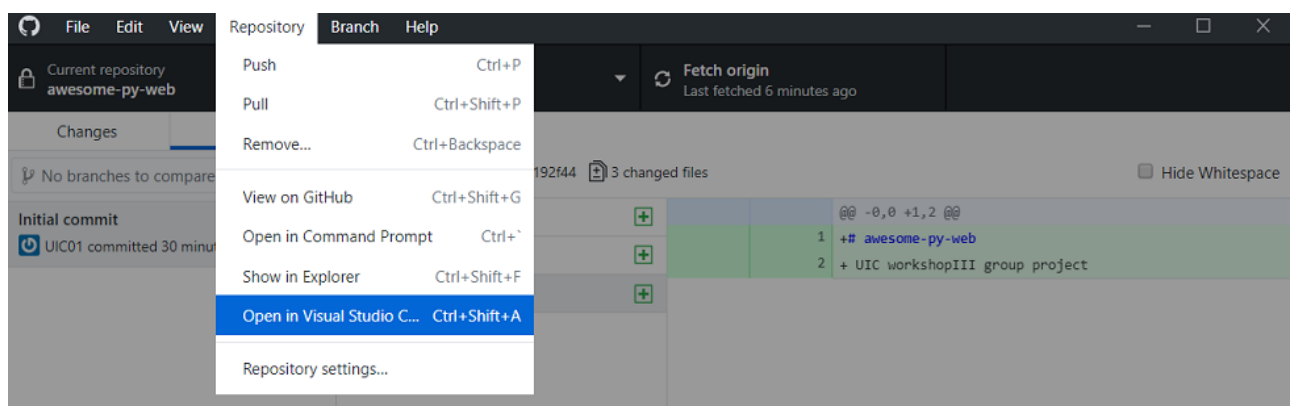 File Edit View Repository Branch Help
Current repository
awesome-py-web
Fetch origin
Last fetched 6 minutes ago
Push Ctrl+P
Pull Ctrl+Shift+P
Remove... Ctrl+Backspace
View on GitHub Ctrl+Shift+G
Open in Command Prompt Ctrl+`
Show in Explorer Ctrl+Shift+F
Open in Visual Studio C... Ctrl+Shift+A
Repository settings...
Changes
No branches to compare
192f44 3 changed files
Hide Whitespace
Initial commit
UIC01 committed 30 minu
@@ -0,0 +1,2 @@
1 +# awesome-py-web
2 + UIC workshopIII group project